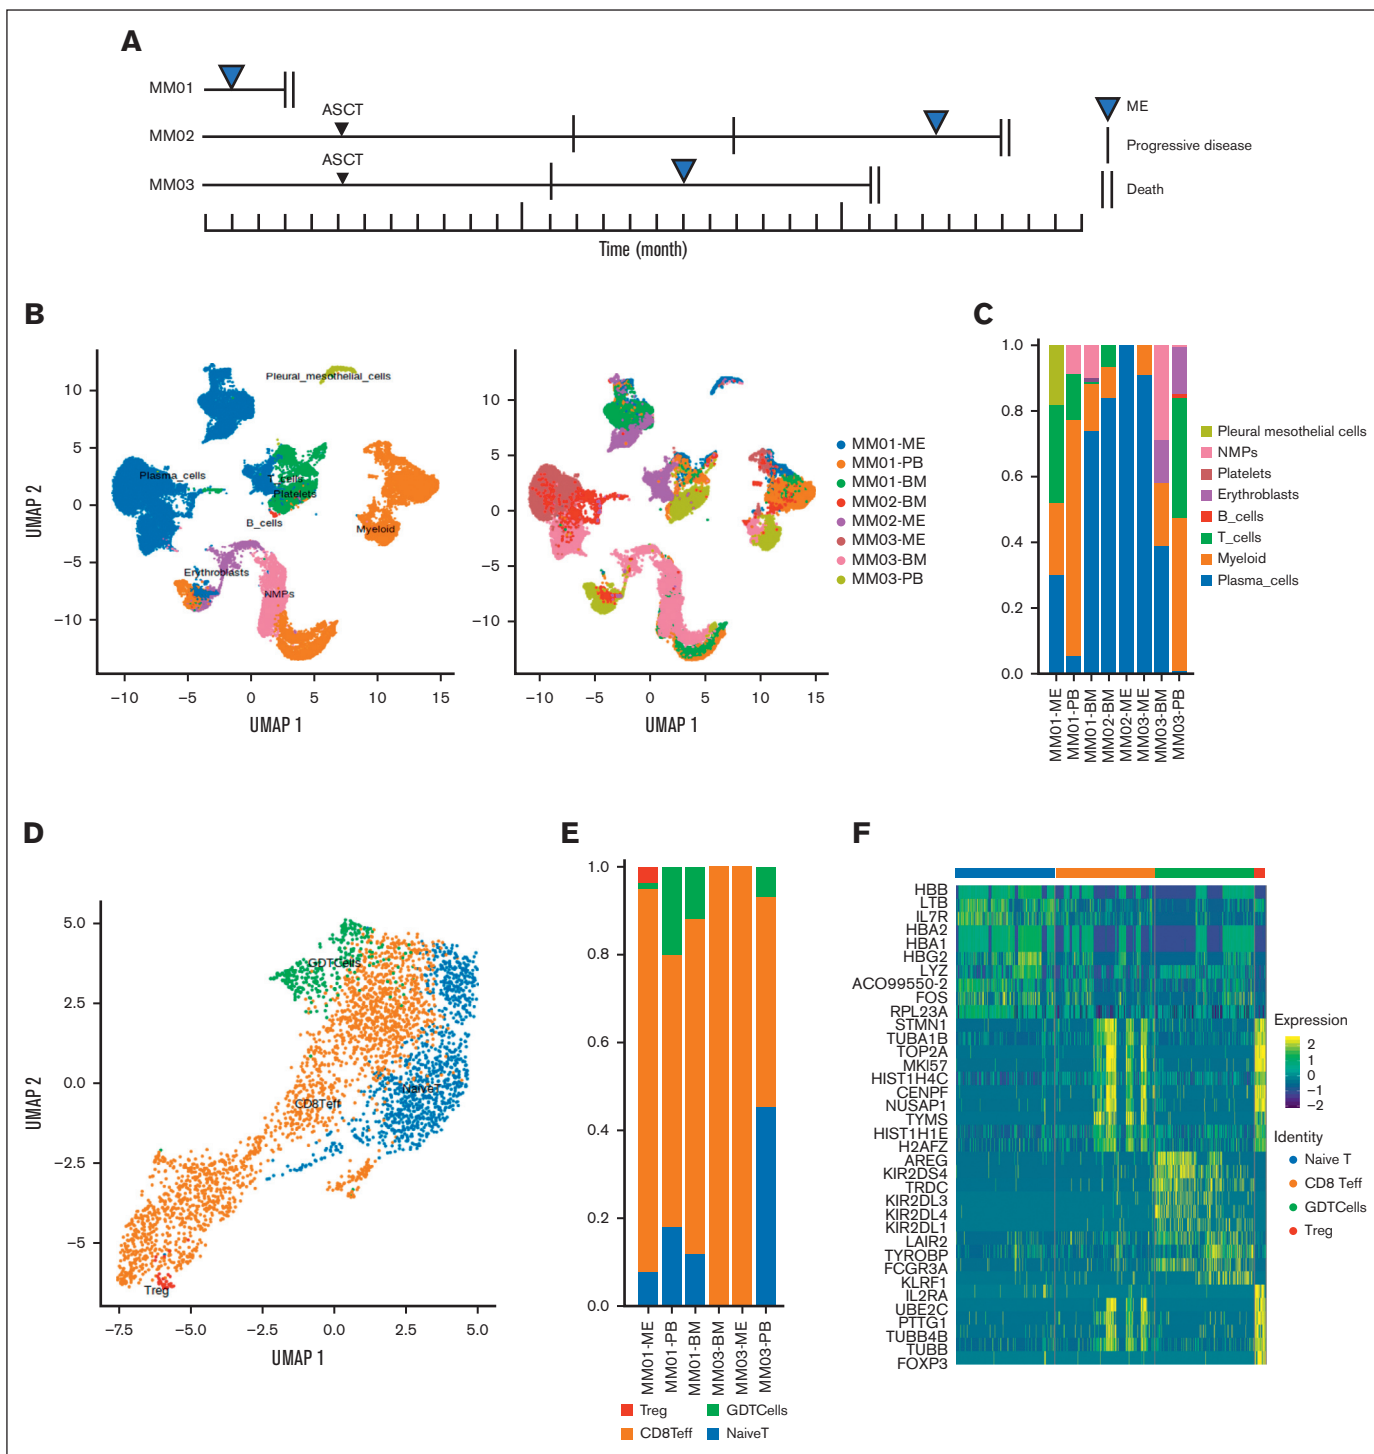 A
MM01
MM02
ASCT
MM03
ASCT
Time (month)
ME
Progressive disease
Death
B
UMAP 2
10
5
0
−5
−10
−10
−5
0
5
10
15
UMAP 1
Pleural_mesothelial_cells
Plasma_cells
T_cells
Platelets
B_cells
Myeloid
Erythroblasts
NMPs
10
5
0
−5
−10
−10
−5
0
5
10
15
UMAP 1
MM01-ME
MM01-PB
MM01-BM
MM02-BM
MM02-ME
MM03-ME
MM03-BM
MM03-PB
C
1.0
0.8
0.6
0.4
0.2
0.0
MM01-ME
MM01-PB
MM01-BM
MM02-BM
MM02-ME
MM03-ME
MM03-BM
MM03-PB
Pleural mesothelial cells
NMPs
Platelets
Erythroblasts
B_cells
T_cells
Myeloid
Plasma_cells
D
UMAP 2
5.0
2.5
0.0
−2.5
−5
−7.5
−5.0
−2.5
0.0
2.5
5.0
UMAP 1
GDTCells
NaiveT
CD8Teff
Treg
E
1.0
0.8
0.6
0.4
0.2
0.0
MM01-ME
MM01-PB
MM01-BM
MM03-BM
MM03-ME
MM03-PB
Treg
GDTCells
CD8Teff
NaiveT
F
HBB
LTB
IL7R
HBA2
HBA1
HBG2
LYZ
ACO99550-2
FOS
RPL23A
STMN1
TUBA1B
TOP2A
MKI57
HIST1H4C
CENPF
NUSAP1
TYMS
HIST1H1E
H2AFZ
AREG
KIR2DS4
TRDC
KIR2DL3
KIR2DL4
KIR2DL1
LAIR2
TYROBP
FCGR3A
KLRF1
IL2RA
UBE2C
PTTG1
TUBB4B
TUBB
FOXP3
Expression
2
1
0
−1
−2
Identity
Naive T
CD8 Teff
GDTCells
Treg